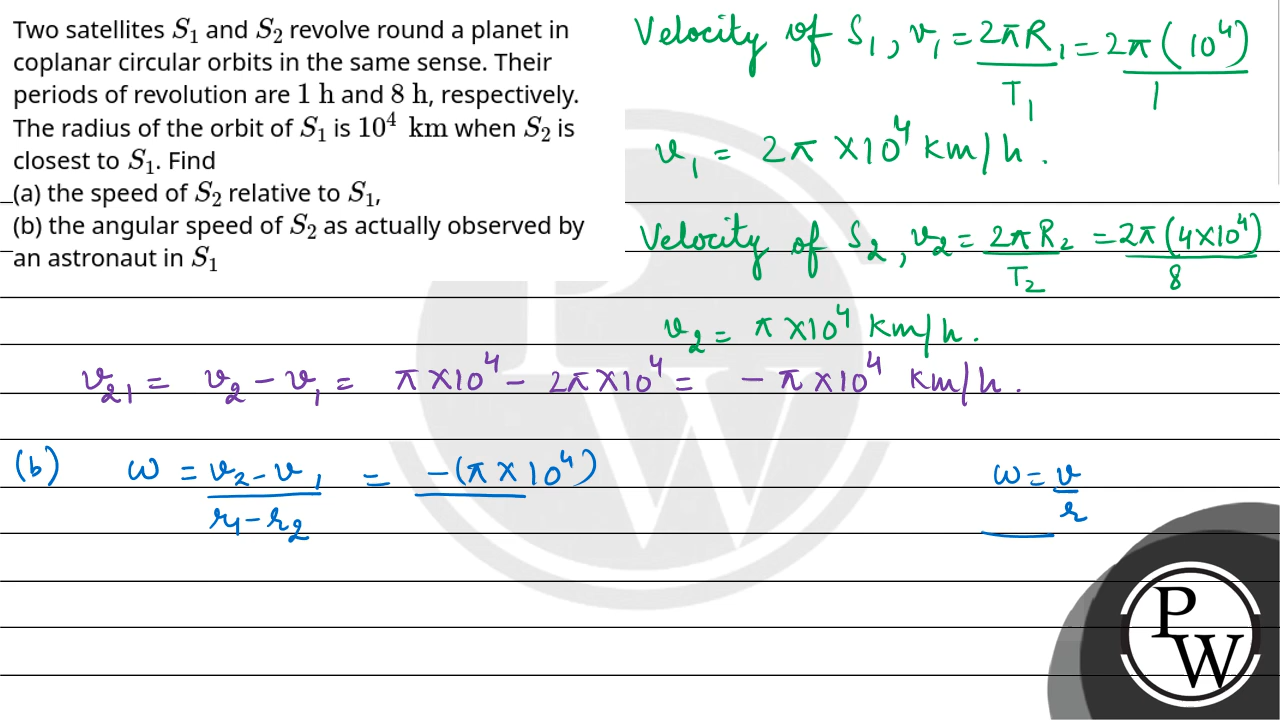 Two satellites S₁ and S₂ revolve round a planet in
coplanar circular orbits in the same sense. Their
periods of revolution are 1 h and 8 h, respectively.
The radius of the orbit of S₁ is 10⁴ km when S₂ is
closest to S₁. Find
(a) the speed of S₂ relative to S₁,
(b) the angular speed of S₂ as actually observed by
an astronaut in S₁
Velocity of S₁, v₁ = 2πR₁/T₁ = 2π(10⁴)/1
v₁ = 2π×10⁴ km/h.
Velocity of S₂, v₂ = 2πR₂/T₂ = 2π(4×10⁴)/8
v₂ = π×10⁴ km/h.
v₂₁ = v₂ - v₁ = π×10⁴ - 2π×10⁴ = -π×10⁴ km/h.
(b) ω = v₂-v₁/r₁-r₂ = -(π×10⁴) ω = v/r
PW
PW